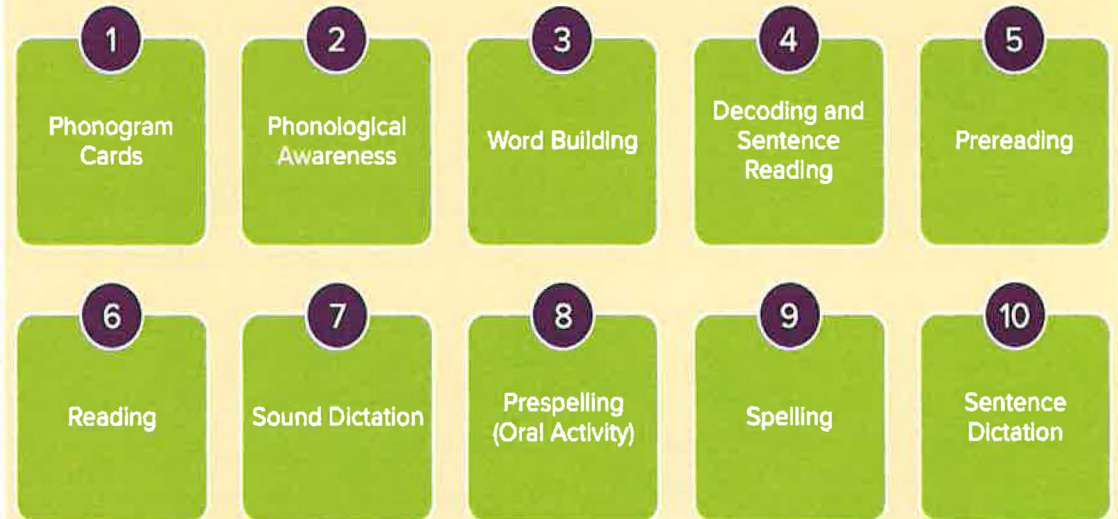 1
Phonogram
Cards
2
Phonological
Awareness
3
Word Building
4
Decoding and
Sentence
Reading
5
Prereading
6
Reading
7
Sound Dictation
8
Prespelling
(Oral Activity)
9
Spelling
10
Sentence
Dictation